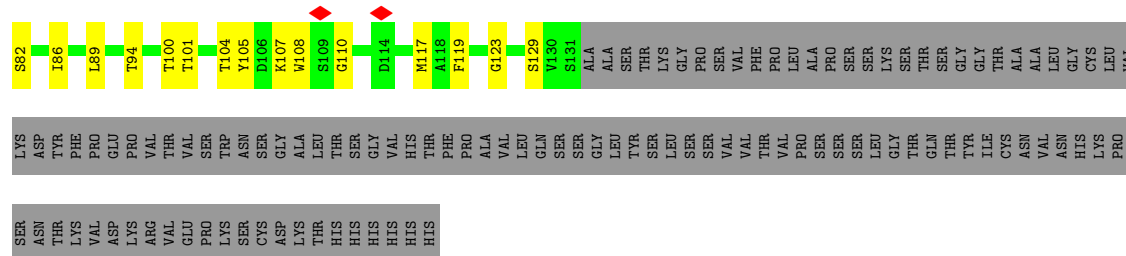 S82 I86 L89 T94 T100 T101 T104 Y105 D106 K107 W108 S109 G110 D114 M117 A118 F119 G123 S129 V130 S131 ALA ALA SER THR LYS GLY PRO SER VAL PHE PRO LEU ALA PRO SER SER LYS SER THR SER GLY GLY THR ALA ALA LEU GLY CYS LEU VAL
LYS ASP TYR PHE PRO GLU PRO VAL THR VAL SER TRP ASN SER GLY ALA LEU THR SER GLY VAL HIS THR PHE PRO ALA VAL LEU GLN SER SER GLY LEU TYR SER LEU SER SER VAL VAL THR VAL PRO SER SER SER LEU GLY THR GLN THR TYR ILE CYS ASN VAL ASN HIS LYS PRO
SER ASN THR LYS VAL ASP LYS ARG VAL GLU PRO LYS SER CYS ASP LYS THR HIS HIS HIS HIS HIS HIS